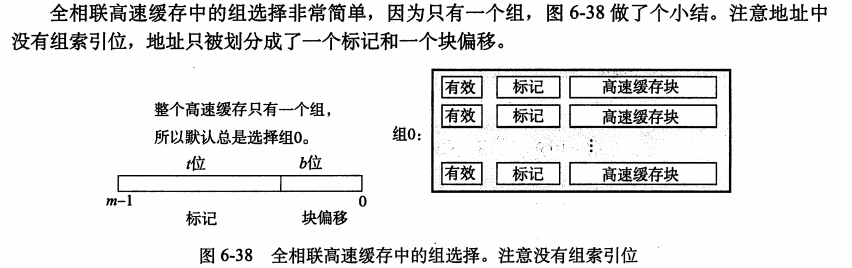 全相联高速缓存中的组选择非常简单，因为只有一个组，图 6-38 做了个小结。注意地址中
没有组索引位，地址只被划分成了一个标记和一个块偏移。
整个高速缓存只有一个组，
所以默认总是选择组0。
t位 b位
m-1 0
标记 块偏移
组0：
有效 标记 高速缓存块
有效 标记 高速缓存块
⋮
有效 标记 高速缓存块
图 6-38 全相联高速缓存中的组选择。注意没有组索引位